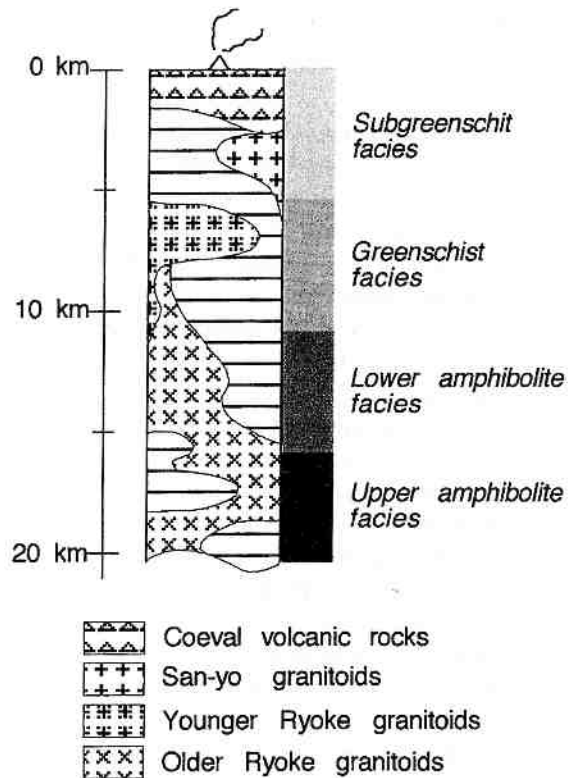 0 km
Subgreenschit
facies
Greenschist
facies
10 km
Lower amphibolite
facies
Upper amphibolite
facies
20 km
Coeval volcanic rocks
San-yo granitoids
Younger Ryoke granitoids
Older Ryoke granitoids